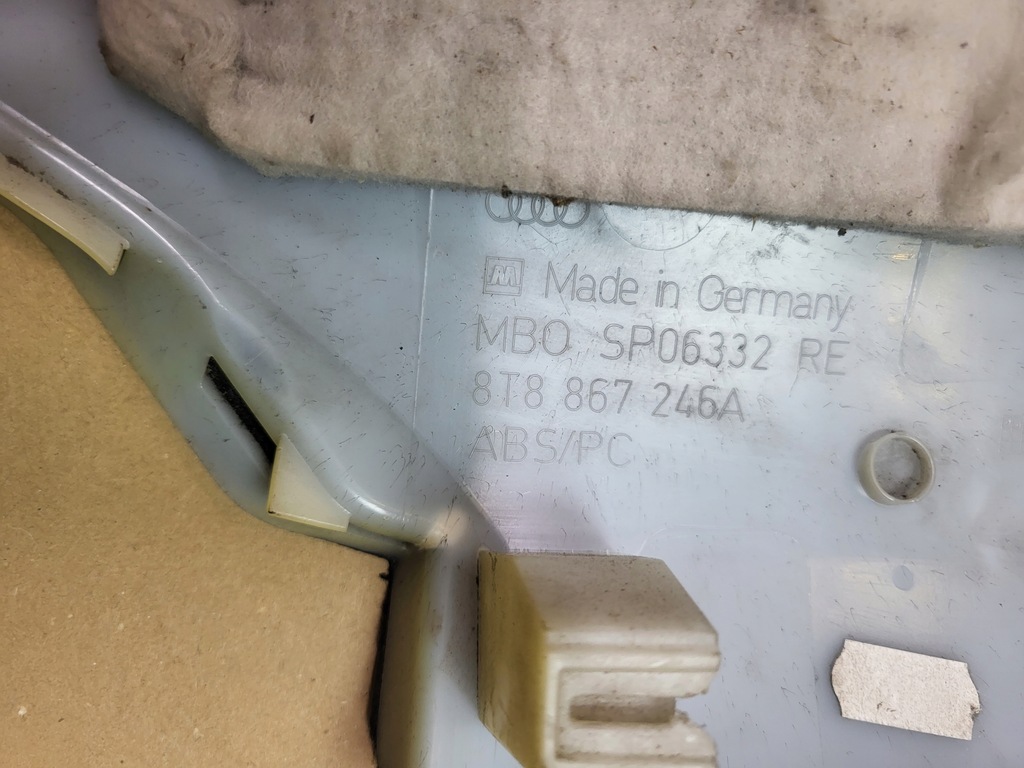 M Made in Germany
MBO SP06332 RE
8T8 867 246A
ABS/PC